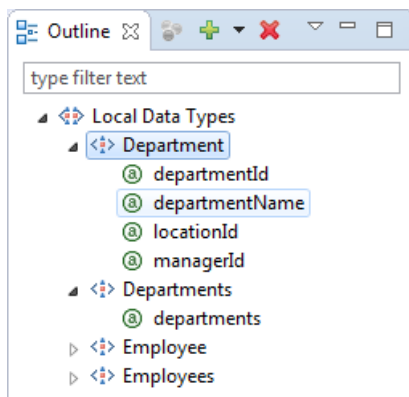 Outline
type filter text
Local Data Types
Department
departmentId
departmentName
locationId
managerId
Departments
departments
Employee
Employees